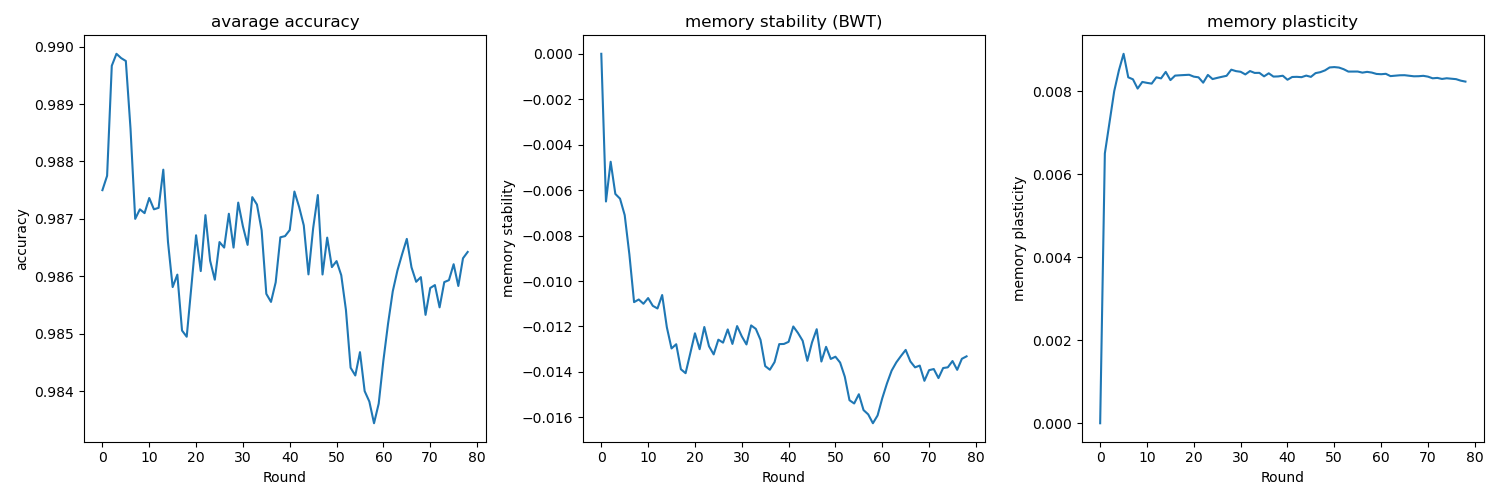 avarage accuracy
0.990
0.989
0.988
0.987
0.986
0.985
0.984
accuracy
0 10 20 30 40 50 60 70 80
Round
memory stability (BWT)
0.000
−0.002
−0.004
−0.006
−0.008
−0.010
−0.012
−0.014
−0.016
memory stability
0 10 20 30 40 50 60 70 80
Round
memory plasticity
0.008
0.006
0.004
0.002
0.000
memory plasticity
0 10 20 30 40 50 60 70 80
Round